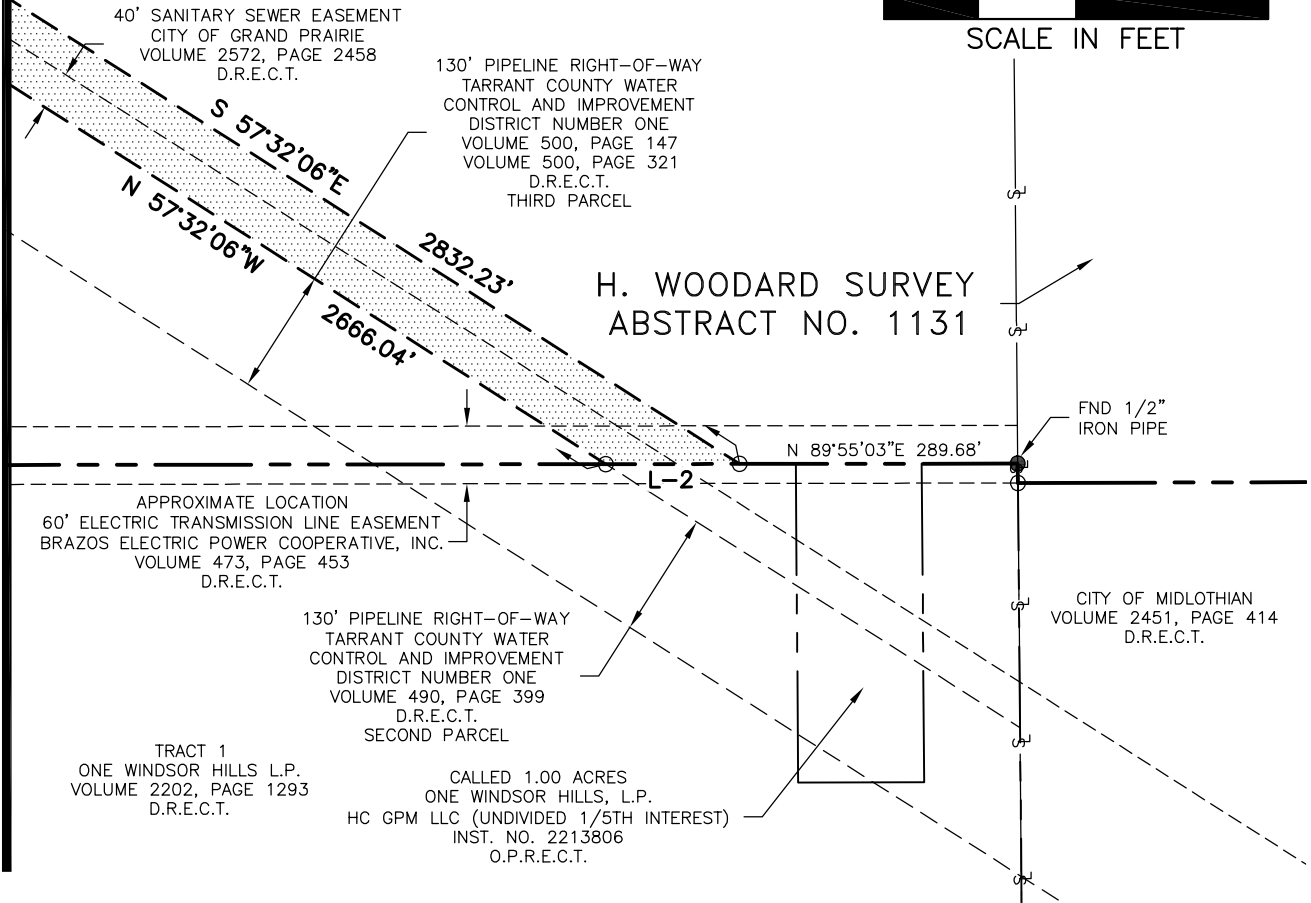 40' SANITARY SEWER EASEMENT
CITY OF GRAND PRAIRIE
VOLUME 2572, PAGE 2458
D.R.E.C.T.
SCALE IN FEET
130' PIPELINE RIGHT-OF-WAY
TARRANT COUNTY WATER
CONTROL AND IMPROVEMENT
DISTRICT NUMBER ONE
VOLUME 500, PAGE 147
VOLUME 500, PAGE 321
D.R.E.C.T.
THIRD PARCEL
S 57°32'06"E
2832.23'
N 57°32'06"W
2666.04'
H. WOODARD SURVEY
ABSTRACT NO. 1131
FND 1/2"
IRON PIPE
N 89°55'03"E 289.68'
L-2
APPROXIMATE LOCATION
60' ELECTRIC TRANSMISSION LINE EASEMENT
BRAZOS ELECTRIC POWER COOPERATIVE, INC.
VOLUME 473, PAGE 453
D.R.E.C.T.
CITY OF MIDLOTHIAN
VOLUME 2451, PAGE 414
D.R.E.C.T.
130' PIPELINE RIGHT-OF-WAY
TARRANT COUNTY WATER
CONTROL AND IMPROVEMENT
DISTRICT NUMBER ONE
VOLUME 490, PAGE 399
D.R.E.C.T.
SECOND PARCEL
TRACT 1
ONE WINDSOR HILLS L.P.
VOLUME 2202, PAGE 1293
D.R.E.C.T.
CALLED 1.00 ACRES
ONE WINDSOR HILLS, L.P.
HC GPM LLC (UNDIVIDED 1/5TH INTEREST)
INST. NO. 2213806
O.P.R.E.C.T.